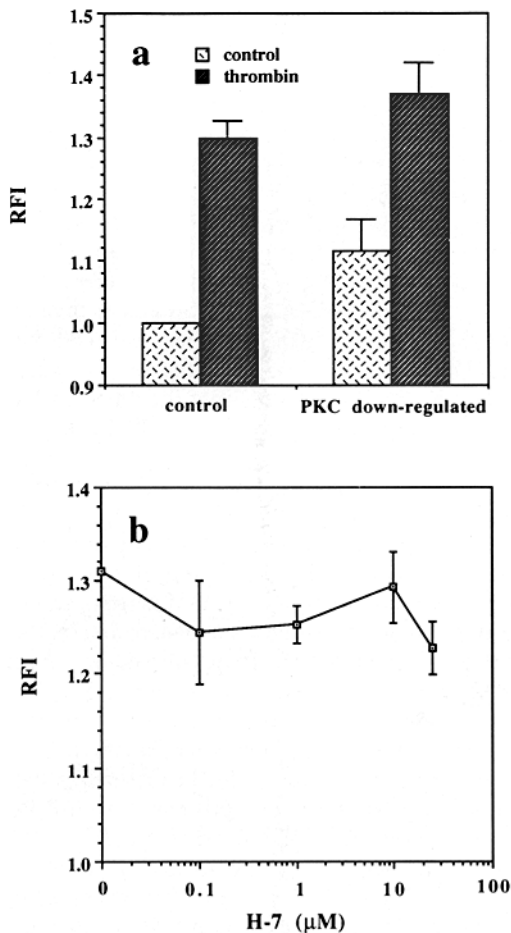 1.5
a
control
thrombin
1.4
1.3
RFI
1.2
1.1
1.0
0.9
control PKC down-regulated
1.4
b
1.3
RFI
1.2
1.1
1.0
0 0.1 1 10 100
H-7 (μM)